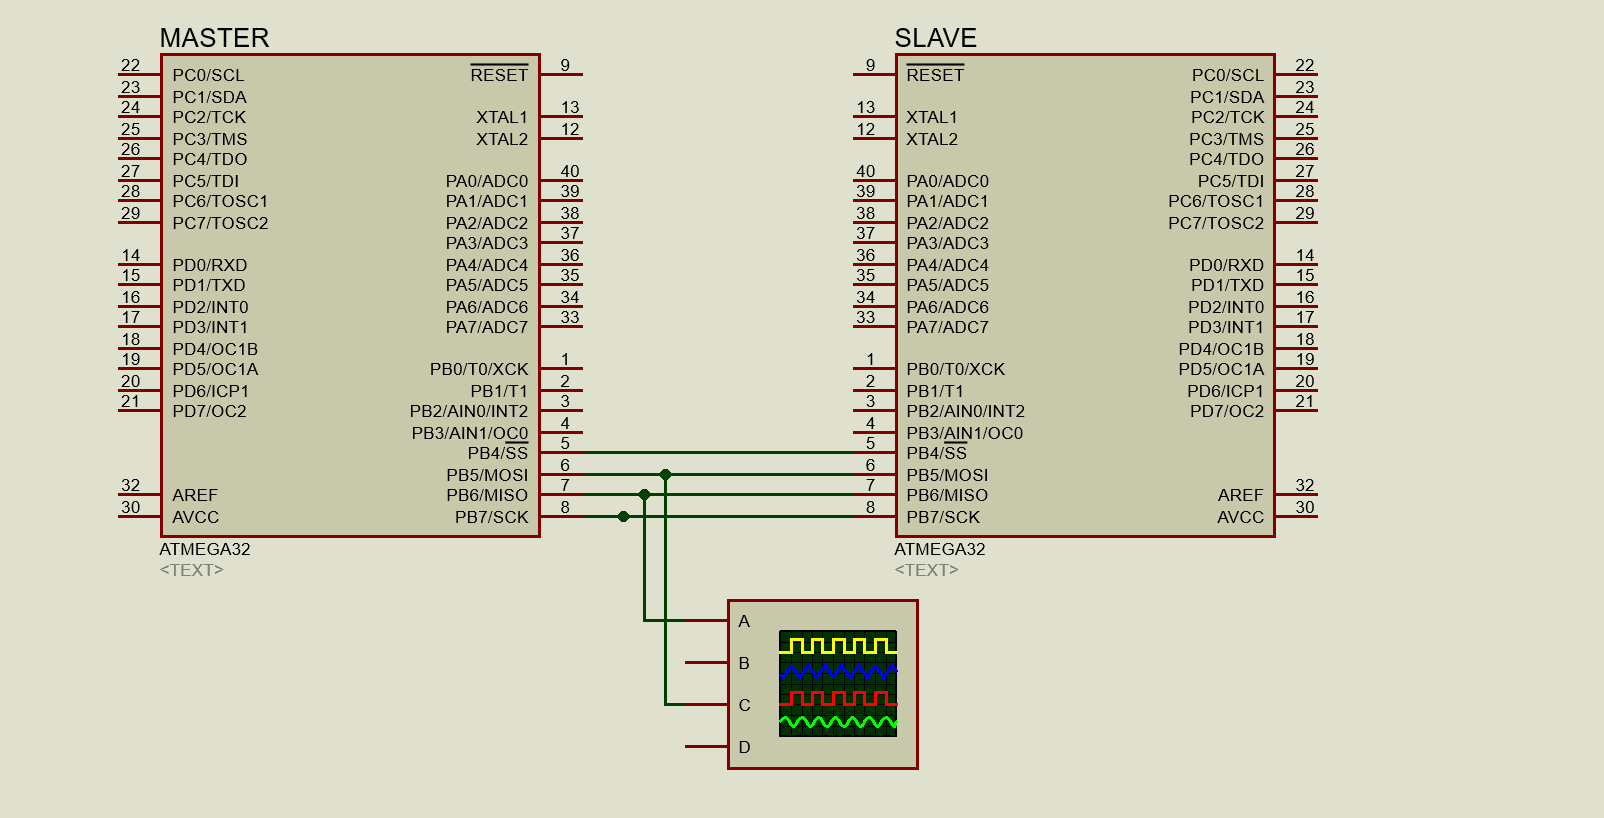 MASTER
22 PC0/SCL RESET 9
23 PC1/SDA
24 PC2/TCK XTAL1 13
25 PC3/TMS XTAL2 12
26 PC4/TDO
27 PC5/TDI PA0/ADC0 40
28 PC6/TOSC1 PA1/ADC1 39
29 PC7/TOSC2 PA2/ADC2 38
PA3/ADC3 37
14 PD0/RXD PA4/ADC4 36
15 PD1/TXD PA5/ADC5 35
16 PD2/INT0 PA6/ADC6 34
17 PD3/INT1 PA7/ADC7 33
18 PD4/OC1B
19 PD5/OC1A PB0/T0/XCK 1
20 PD6/ICP1 PB1/T1 2
21 PD7/OC2 PB2/AIN0/INT2 3
PB3/AIN1/OC0 4
PB4/SS 5
PB5/MOSI 6
32 AREF PB6/MISO 7
30 AVCC PB7/SCK 8
ATMEGA32
<TEXT>
SLAVE
9 RESET PC0/SCL 22
PC1/SDA 23
13 XTAL1 PC2/TCK 24
12 XTAL2 PC3/TMS 25
PC4/TDO 26
40 PA0/ADC0 PC5/TDI 27
39 PA1/ADC1 PC6/TOSC1 28
38 PA2/ADC2 PC7/TOSC2 29
37 PA3/ADC3
36 PA4/ADC4 PD0/RXD 14
35 PA5/ADC5 PD1/TXD 15
34 PA6/ADC6 PD2/INT0 16
33 PA7/ADC7 PD3/INT1 17
PD4/OC1B 18
1 PB0/T0/XCK PD5/OC1A 19
2 PB1/T1 PD6/ICP1 20
3 PB2/AIN0/INT2 PD7/OC2 21
4 PB3/AIN1/OC0
5 PB4/SS
6 PB5/MOSI
7 PB6/MISO AREF 32
8 PB7/SCK AVCC 30
ATMEGA32
<TEXT>
A
B
C
D